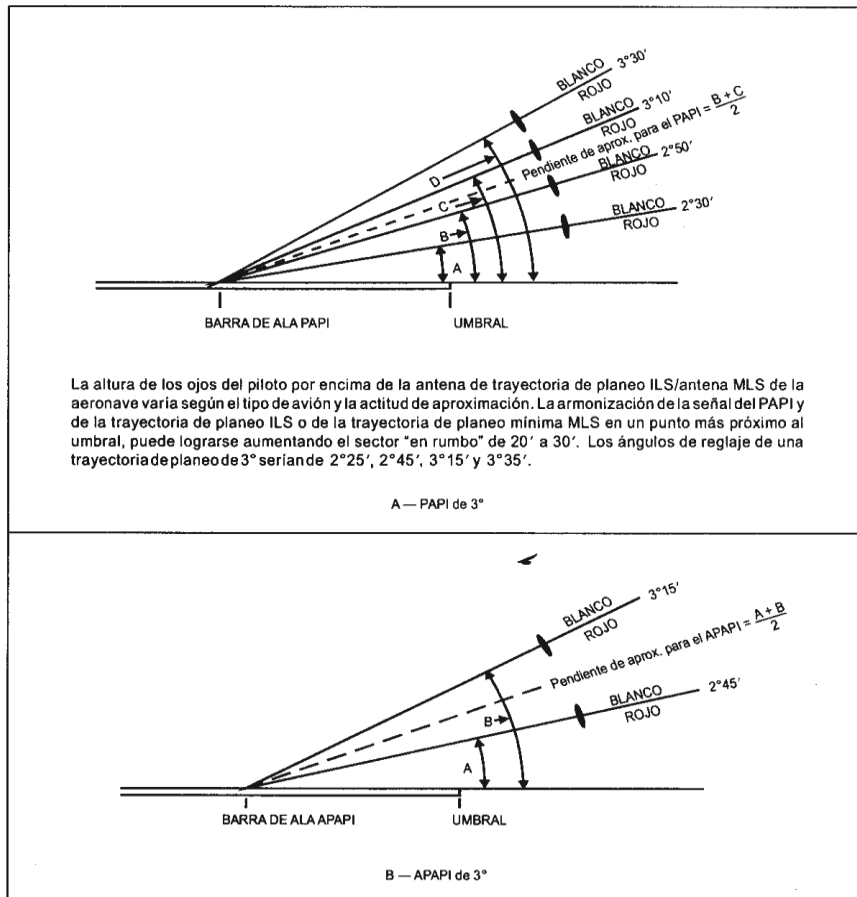 BLANCO 3°30′
ROJO
BLANCO 3°10′
ROJO
Pendiente de aprox. para el PAPI = B + C
2
BLANCO 2°50′
ROJO
BLANCO 2°30′
ROJO
D
C
B
A
BARRA DE ALA PAPI UMBRAL
La altura de los ojos del piloto por encima de la antena de trayectoria de planeo ILS/antena MLS de la
aeronave varía según el tipo de avión y la actitud de aproximación. La armonización de la señal del PAPI y
de la trayectoria de planeo ILS o de la trayectoria de planeo mínima MLS en un punto más próximo al
umbral, puede lograrse aumentando el sector "en rumbo" de 20′ a 30′. Los ángulos de reglaje de una
trayectoria de planeo de 3° serían de 2°25′, 2°45′, 3°15′ y 3°35′.
A — PAPI de 3°
BLANCO 3°15′
ROJO
Pendiente de aprox. para el APAPI = A + B
2
BLANCO 2°45′
ROJO
B
A
BARRA DE ALA APAPI UMBRAL
B — APAPI de 3°